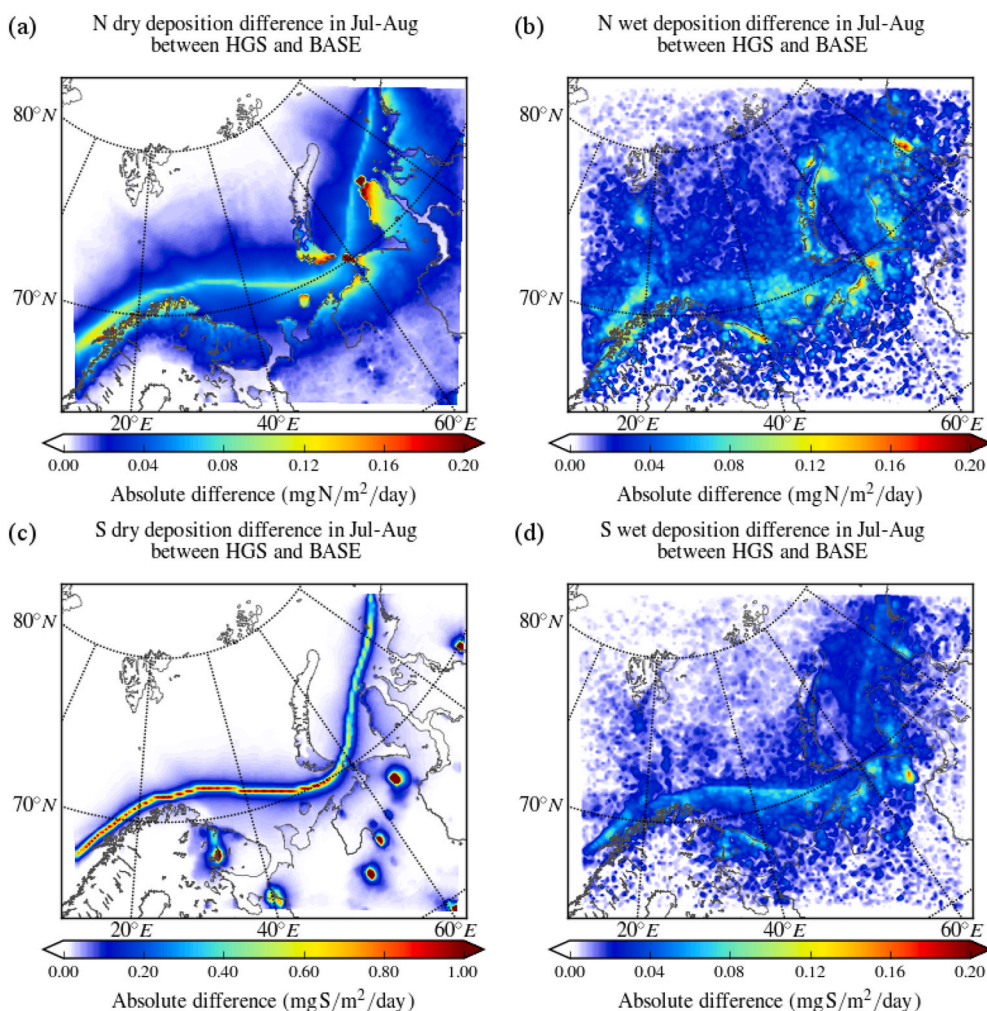 (a) N dry deposition difference in Jul-Aug
between HGS and BASE
80°N
70°N
20°E 40°E 60°E
0.00 0.04 0.08 0.12 0.16 0.20
Absolute difference (mgN/m²/day)
(b) N wet deposition difference in Jul-Aug
between HGS and BASE
80°N
70°N
20°E 40°E 60°E
0.00 0.04 0.08 0.12 0.16 0.20
Absolute difference (mgN/m²/day)
(c) S dry deposition difference in Jul-Aug
between HGS and BASE
80°N
70°N
20°E 40°E 60°E
0.00 0.20 0.40 0.60 0.80 1.00
Absolute difference (mgS/m²/day)
(d) S wet deposition difference in Jul-Aug
between HGS and BASE
80°N
70°N
20°E 40°E 60°E
0.00 0.04 0.08 0.12 0.16 0.20
Absolute difference (mgS/m²/day)